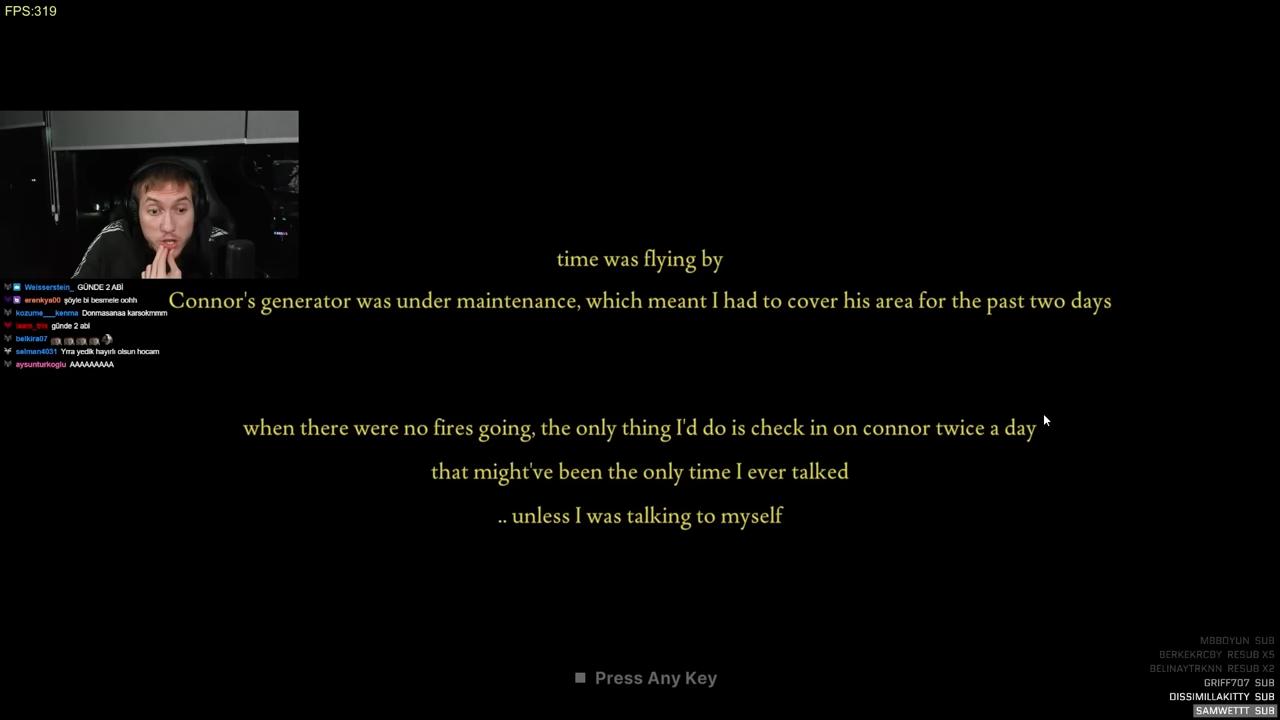 FPS:319
time was flying by
Connor's generator was under maintenance, which meant I had to cover his area for the past two days
when there were no fires going, the only thing I'd do is check in on connor twice a day
that might've been the only time I ever talked
.. unless I was talking to myself
Press Any Key
Weisserstein_ GÜNDE 2 ABİ
erenkya00 şöyle bi besmele oohh
kozume___kenma Donmasanaa karsokmmm
günde 2 abi
belkira07
selman4031 Yrra yedik hayırlı olsun hocam
aysunturkoglu AAAAAAAAA
MBBOYUN SUB
BERKEKRCBY RESUB X5
BELINAYTRKNN RESUB X2
GRIFF707 SUB
DISSIMILLAKITTY SUB
SAMWETTT SUB